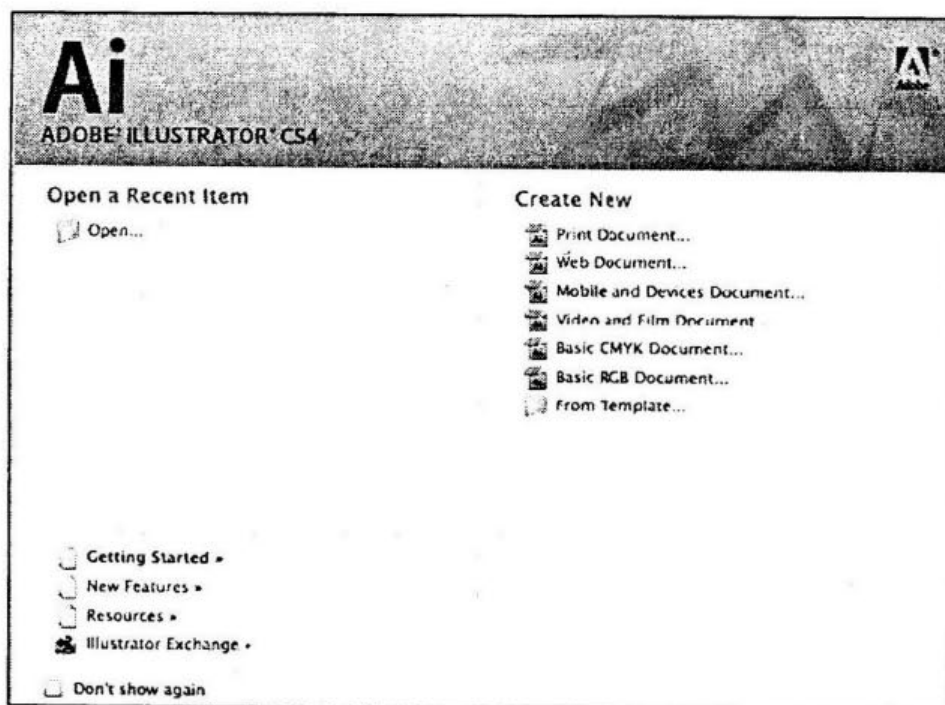 Ai
Adobe
ADOBE® ILLUSTRATOR® CS4
Open a Recent Item
Open...
Create New
Print Document...
Web Document...
Mobile and Devices Document...
Video and Film Document
Basic CMYK Document...
Basic RGB Document...
From Template...
Getting Started »
New Features »
Resources »
Illustrator Exchange »
Don't show again